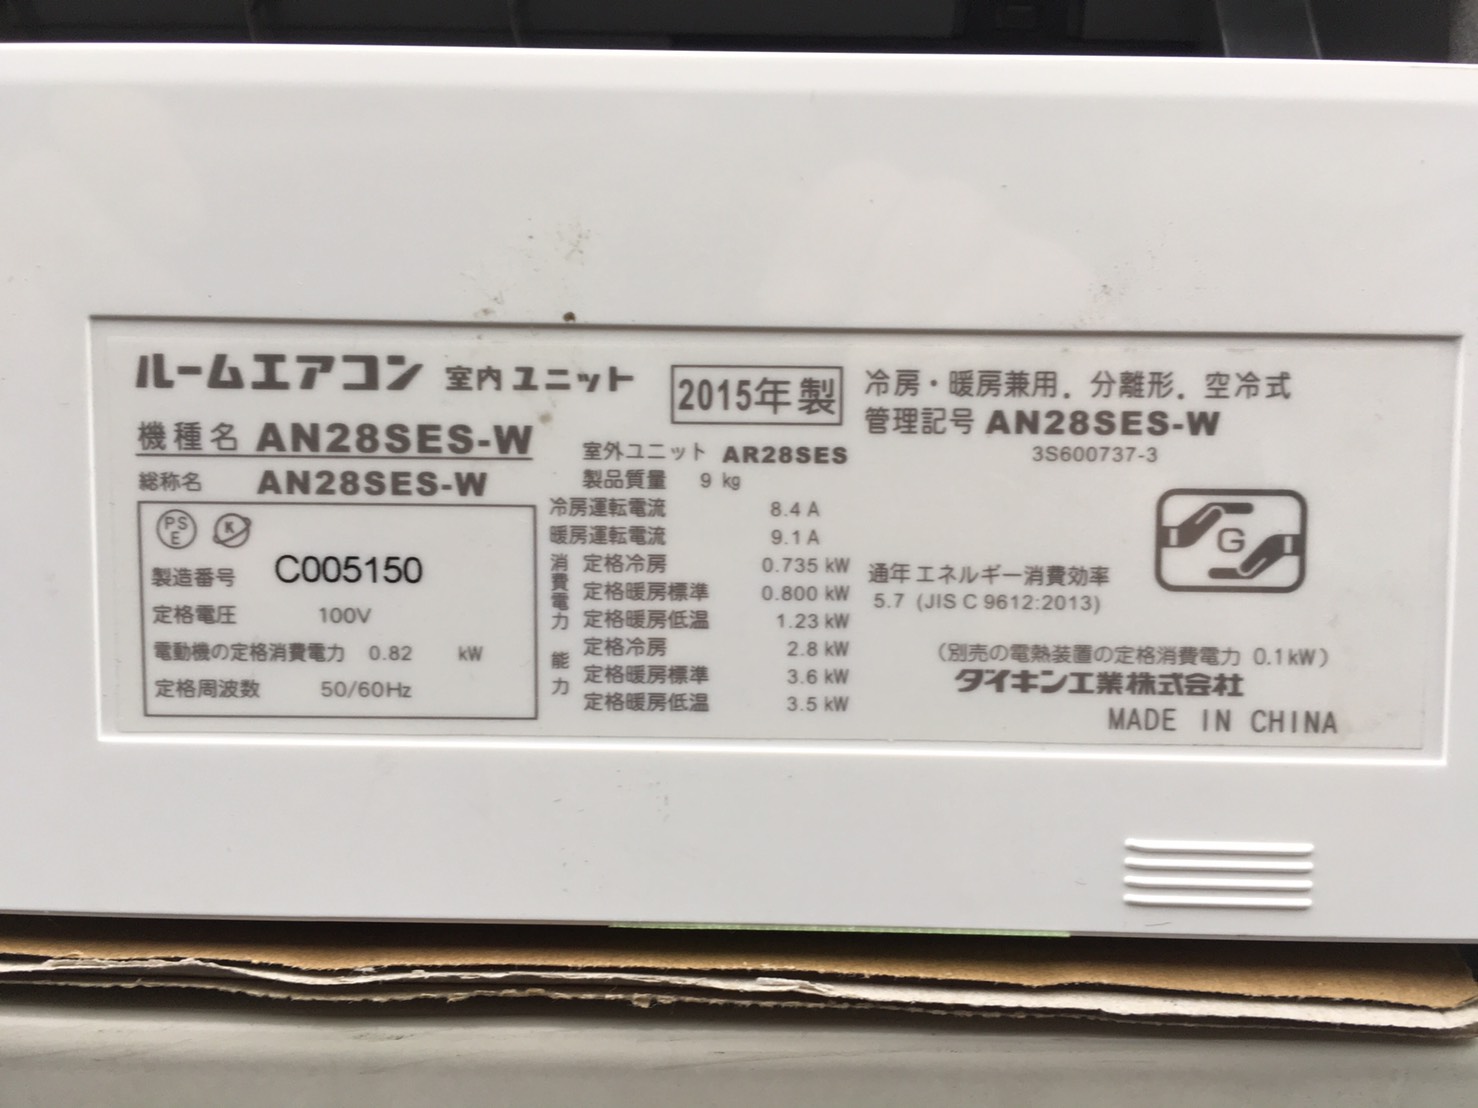 ルームエアコン 室内ユニット
2015年製
冷房・暖房兼用．分離形．空冷式
機種名 AN28SES-W
管理記号 AN28SES-W
3S600737-3
総称名 AN28SES-W
室外ユニット AR28SES
製品質量 9 kg
PS
E
K
製造番号 C005150
定格電圧 100V
電動機の定格消費電力 0.82 kW
定格周波数 50/60Hz
冷房運転電流 8.4 A
暖房運転電流 9.1 A
消費電力
定格冷房 0.735 kW
定格暖房標準 0.800 kW
定格暖房低温 1.23 kW
能力
定格冷房 2.8 kW
定格暖房標準 3.6 kW
定格暖房低温 3.5 kW
G
通年エネルギー消費効率
5.7 (JIS C 9612:2013)
（別売の電熱装置の定格消費電力 0.1kW）
ダイキン工業株式会社
MADE IN CHINA